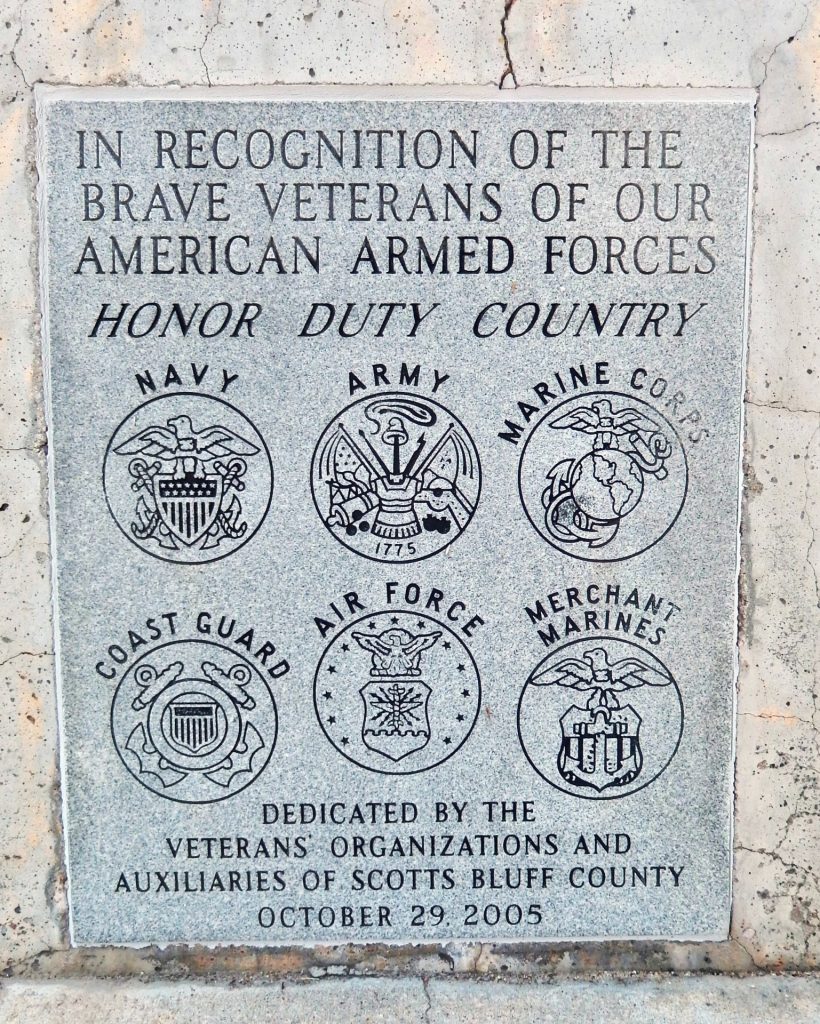 IN RECOGNITION OF THE
BRAVE VETERANS OF OUR
AMERICAN ARMED FORCES
HONOR DUTY COUNTRY
NAVY
ARMY
MARINE CORPS
1775
COAST GUARD
AIR FORCE
MERCHANT
MARINES
DEDICATED BY THE
VETERANS' ORGANIZATIONS AND
AUXILIARIES OF SCOTTS BLUFF COUNTY
OCTOBER 29, 2005